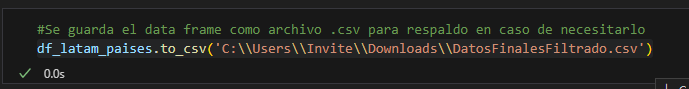 #Se guarda el data frame como archivo .csv para respaldo en caso de necesitarlo
df_latam_paises.to_csv('C:\\Users\\Invite\\Downloads\\DatosFinalesFiltrado.csv')
0.0s